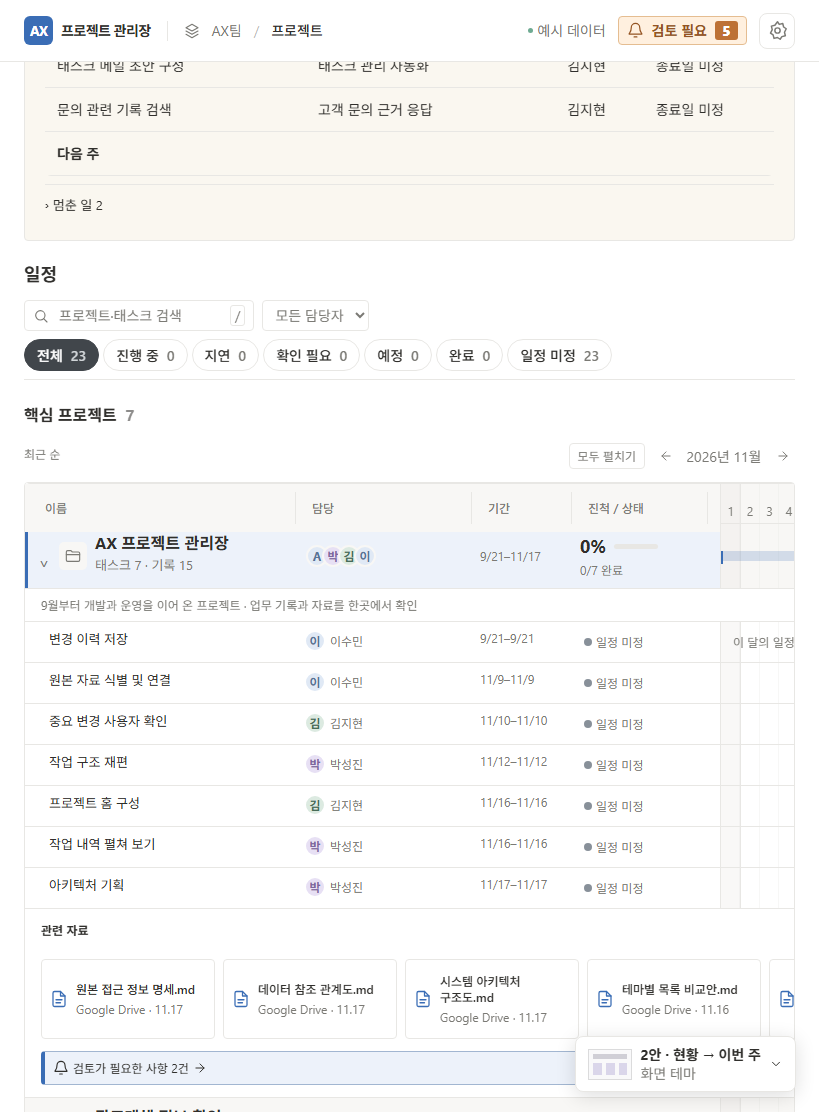 AX 프로젝트 관리장 AX팀 / 프로젝트 예시 데이터 검토 필요 5
태스크 메일 초안 구성 태스크 관리 자동화 김지현 종료일 미정
문의 관련 기록 검색 고객 문의 근거 응답 김지현 종료일 미정
다음 주
› 멈춘 일 2
일정
프로젝트·태스크 검색 / 모든 담당자
전체 23 진행 중 0 지연 0 확인 필요 0 예정 0 완료 0 일정 미정 23
핵심 프로젝트 7
최근 순 모두 펼치기 ← 2026년 11월 →
이름 담당 기간 진척 / 상태 1 2 3 4
AX 프로젝트 관리장 A 박 김 이 9/21–11/17 0%
태스크 7 · 기록 15 0/7 완료
9월부터 개발과 운영을 이어 온 프로젝트 · 업무 기록과 자료를 한곳에서 확인
변경 이력 저장 이 이수민 9/21–9/21 일정 미정 이 달의 일정
원본 자료 식별 및 연결 이 이수민 11/9–11/9 일정 미정
중요 변경 사용자 확인 김 김지현 11/10–11/10 일정 미정
작업 구조 재편 박 박성진 11/12–11/12 일정 미정
프로젝트 홈 구성 김 김지현 11/16–11/16 일정 미정
작업 내역 펼쳐 보기 박 박성진 11/16–11/16 일정 미정
아키텍처 기획 박 박성진 11/17–11/17 일정 미정
관련 자료
원본 접근 정보 명세.md
Google Drive · 11.17
데이터 참조 관계도.md
Google Drive · 11.17
시스템 아키텍처
구조도.md
Google Drive · 11.17
테마별 목록 비교안.md
Google Drive · 11.16
검토가 필요한 사항 2건 →
2안 · 현황 → 이번 주
화면 테마